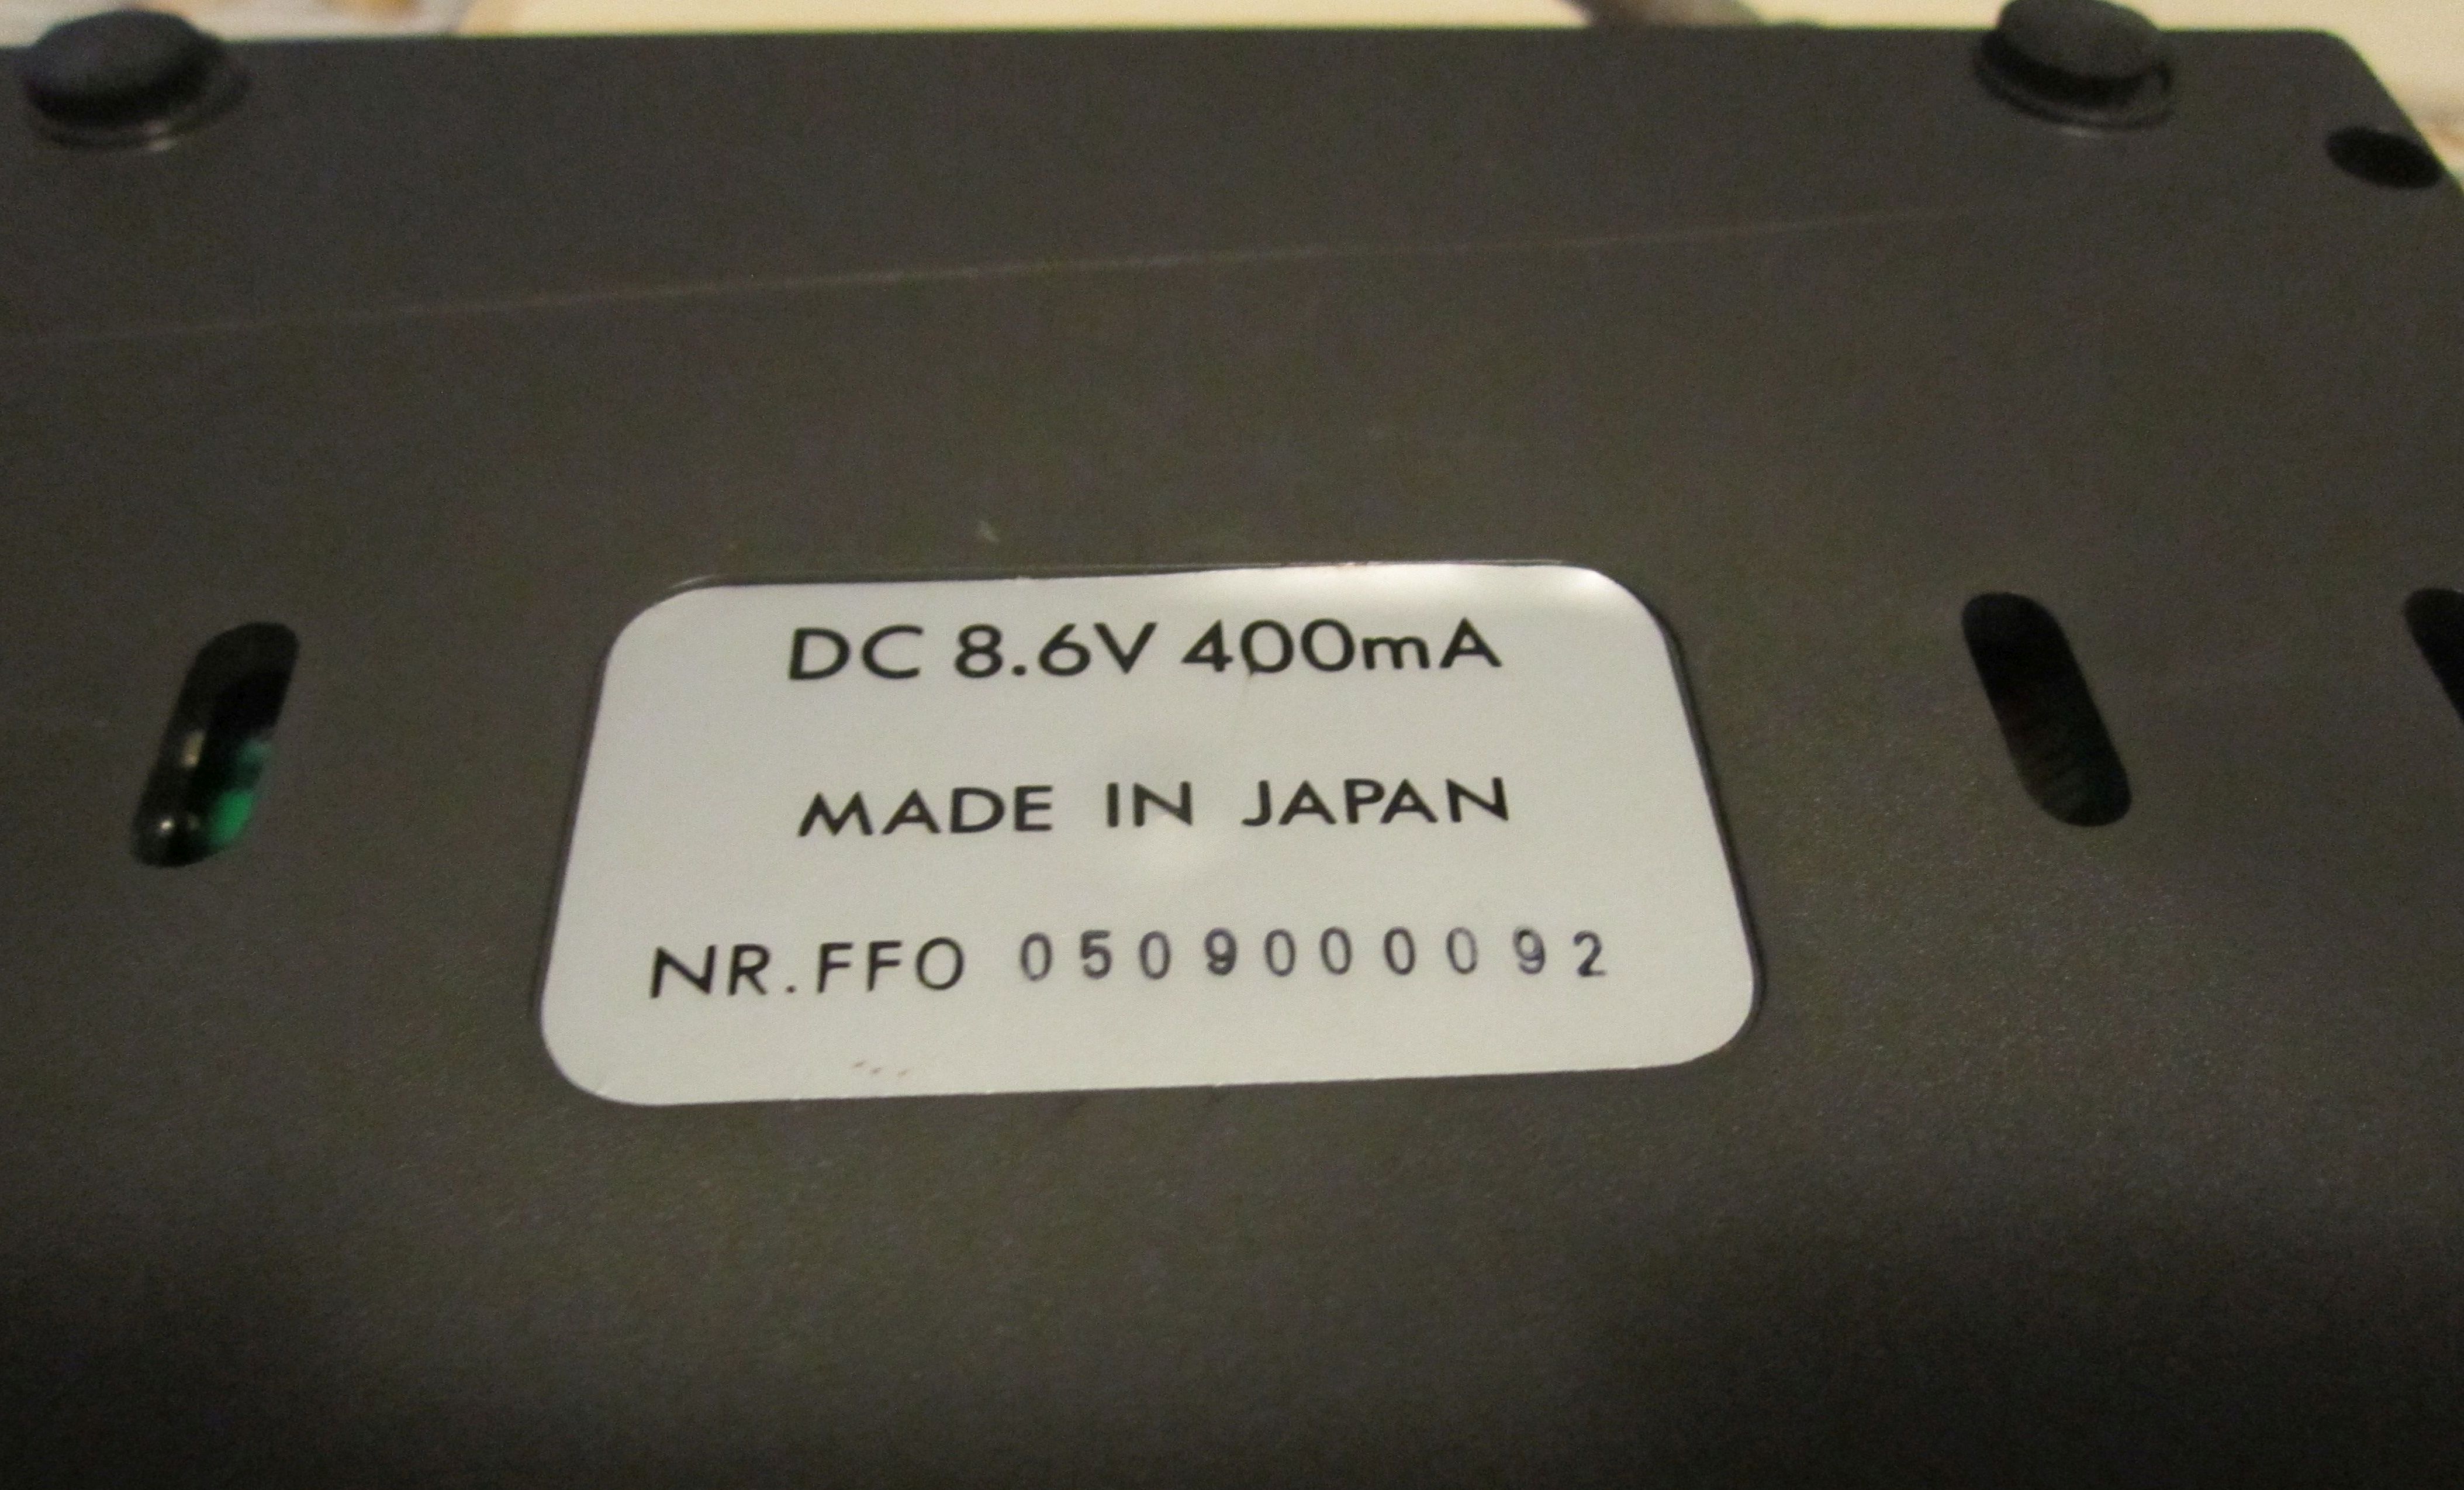 DC 8.6V 400mA
MADE IN JAPAN
NR.FFO 0509000092